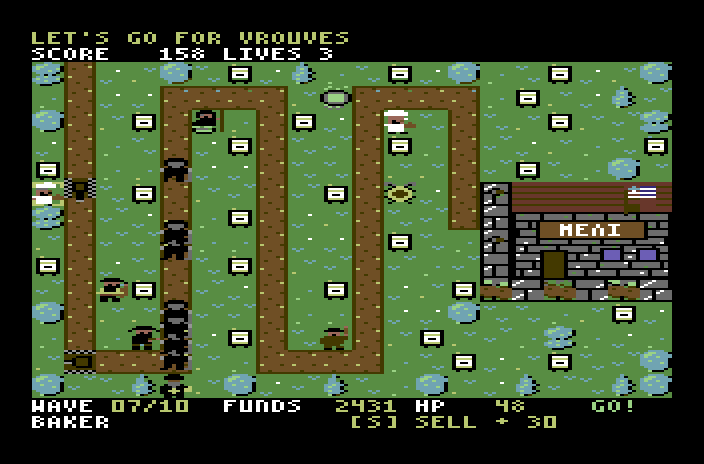 LET'S GO FOR VROUVES
SCORE 158 LIVES 3
ΜΕΛΙ
WAVE 07/10 FUNDS 2431 HP 48 GO!
BAKER [S] SELL + 30